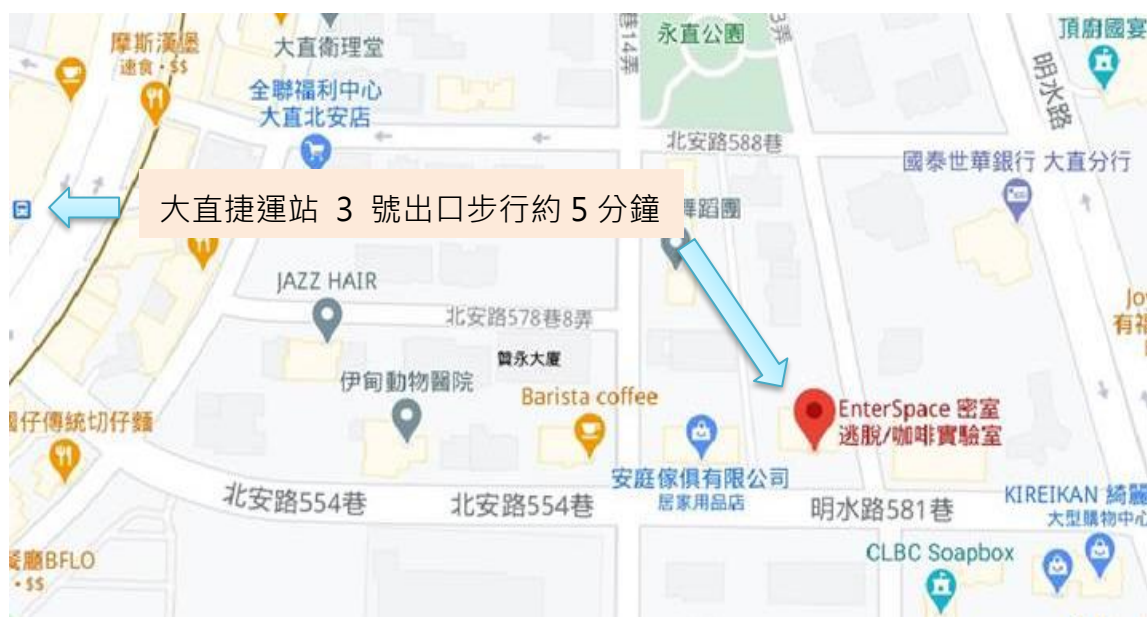 摩斯漢堡
速食・$$
大直衛理堂
巷14弄
永直公園
3弄
頂廚國宴
明水路
全聯福利中心
大直北安店
北安路588巷
國泰世華銀行 大直分行
大直捷運站 3 號出口步行約 5 分鐘
舞蹈團
JAZZ HAIR
北安路578巷8弄
贊永大廈
伊甸動物醫院
Barista coffee
EnterSpace 密室
逃脫/咖啡實驗室
仔傳統切仔麵
安庭傢俱有限公司
居家用品店
北安路554巷
北安路554巷
明水路581巷
KIREIKAN 綺麗
大型購物中心
餐廳BFLO
・$$
CLBC Soapbox